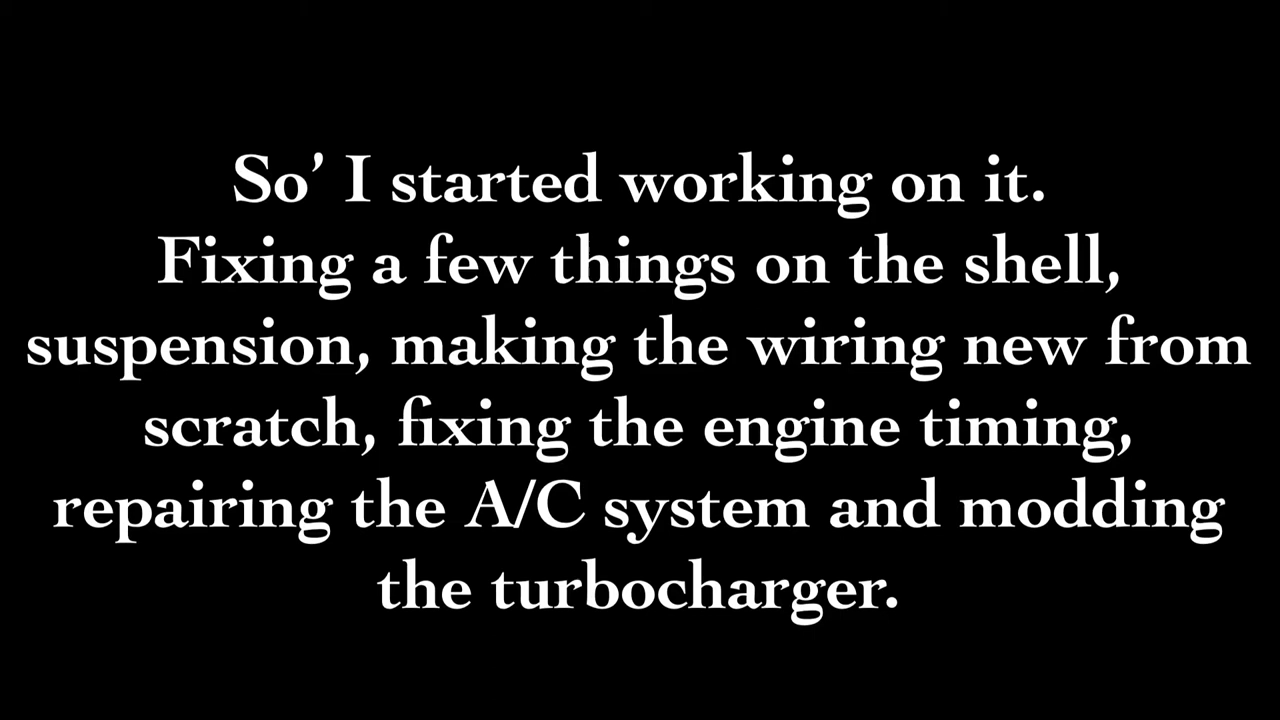 So’ I started working on it.
Fixing a few things on the shell,
suspension, making the wiring new from
scratch, fixing the engine timing,
repairing the A/C system and modding
the turbocharger.